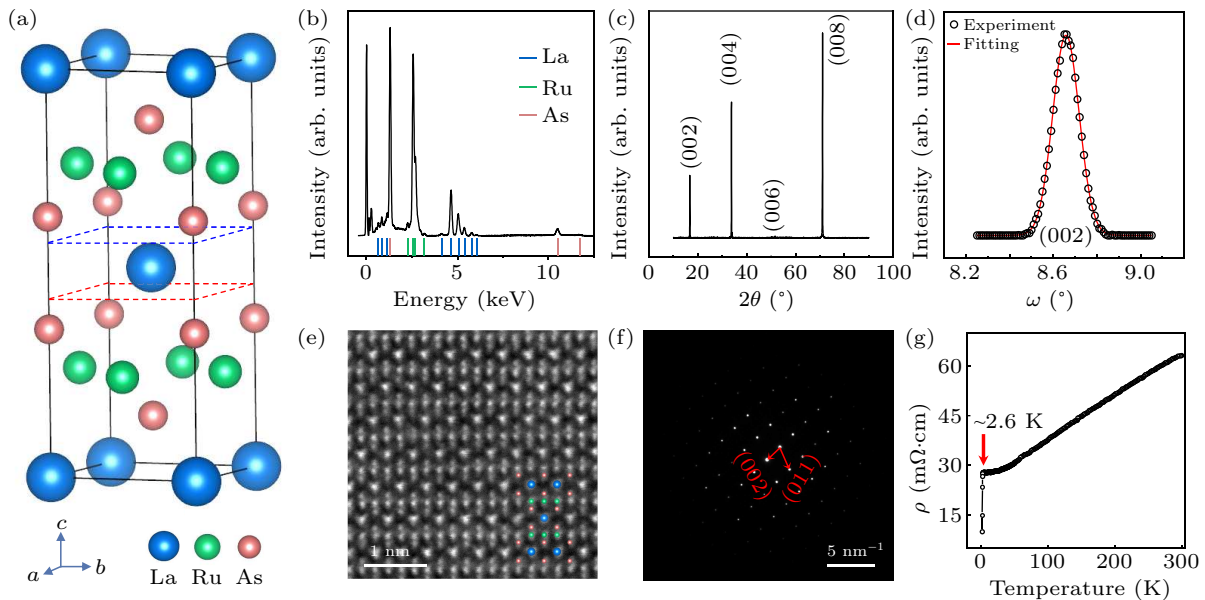 (a)
c
a
b
La
Ru
As
(b)
Intensity (arb. units)
La
Ru
As
0
5
10
Energy (keV)
(c)
Intensity (arb. units)
(002)
(004)
(006)
(008)
0
20
40
60
80
100
2θ (°)
(d)
Intensity (arb. units)
Experiment
Fitting
(002)
8.2
8.6
9.0
ω (°)
(e)
1 nm
(f)
(002)
(011)
5 nm⁻¹
(g)
ρ (mΩ·cm)
60
45
30
15
~2.6 K
0
100
200
300
Temperature (K)